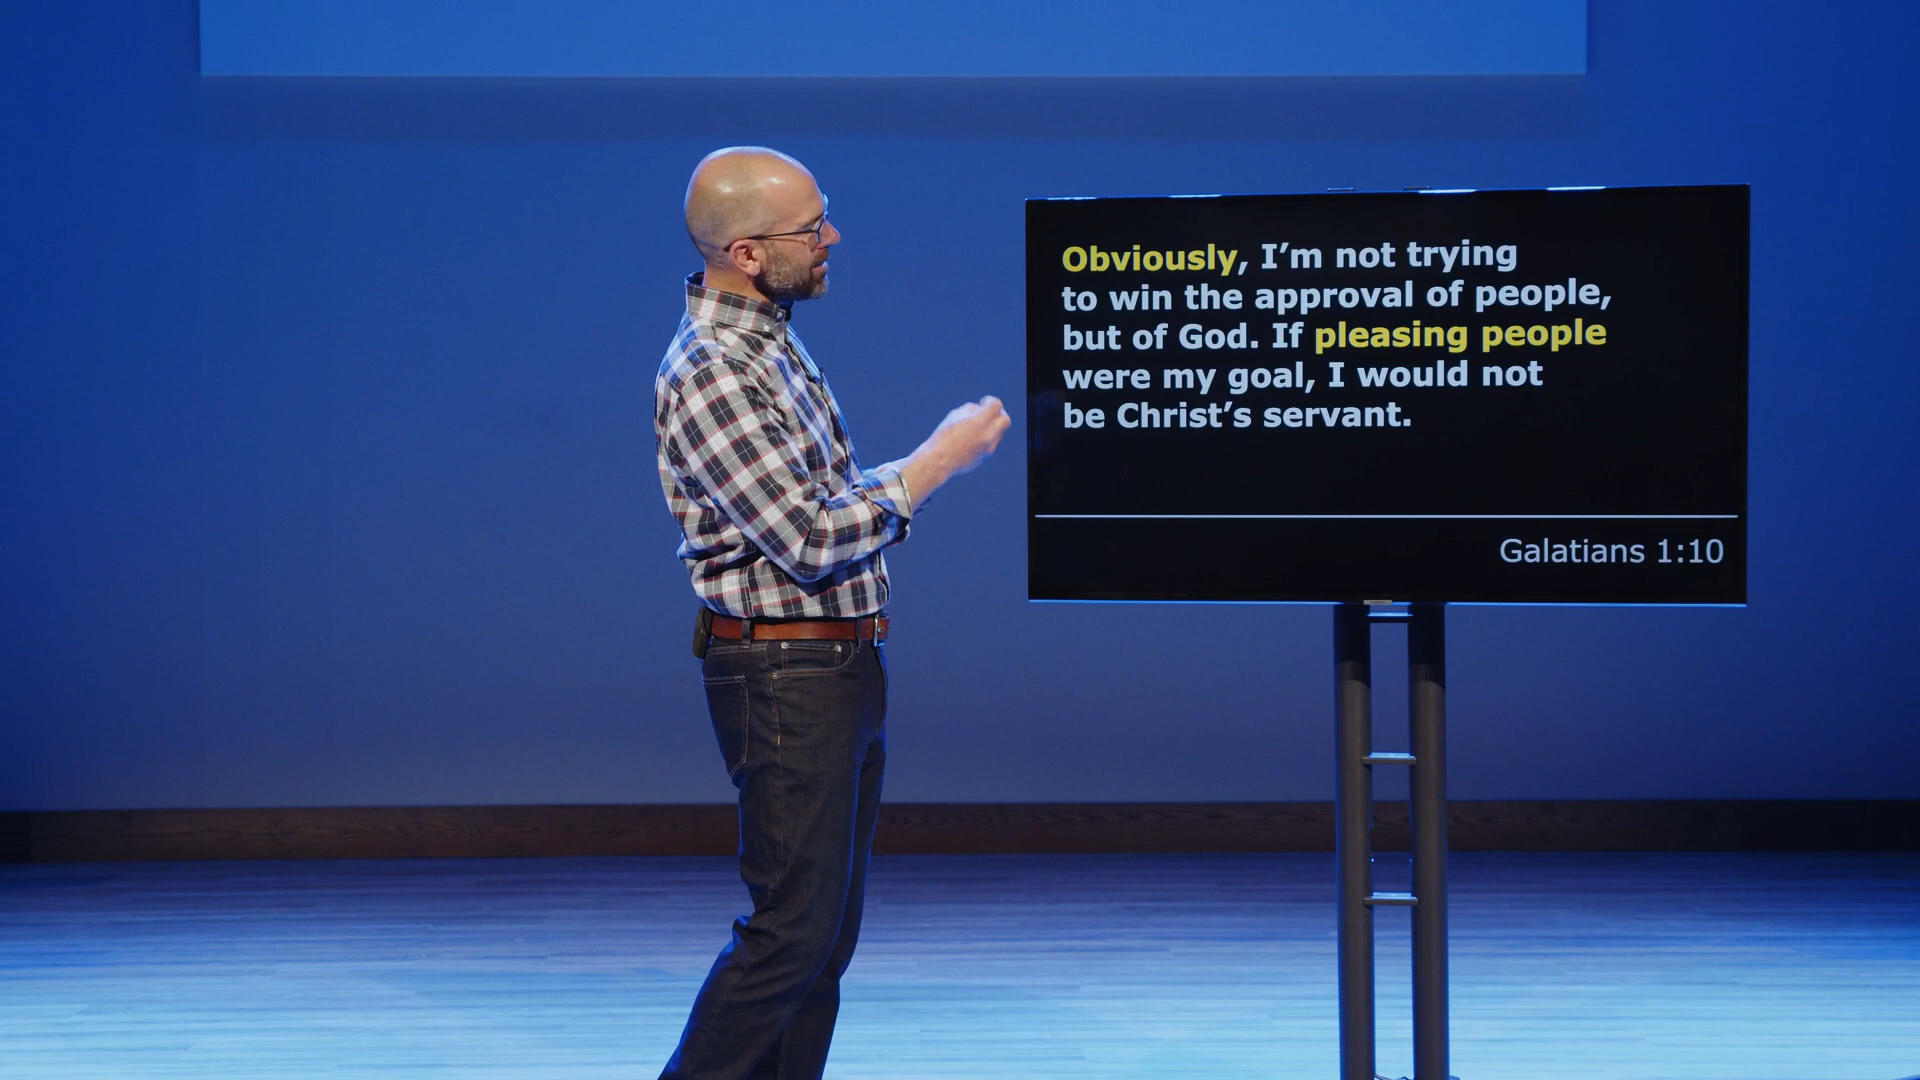 Obviously, I’m not trying
to win the approval of people,
but of God. If pleasing people
were my goal, I would not
be Christ’s servant.
Galatians 1:10